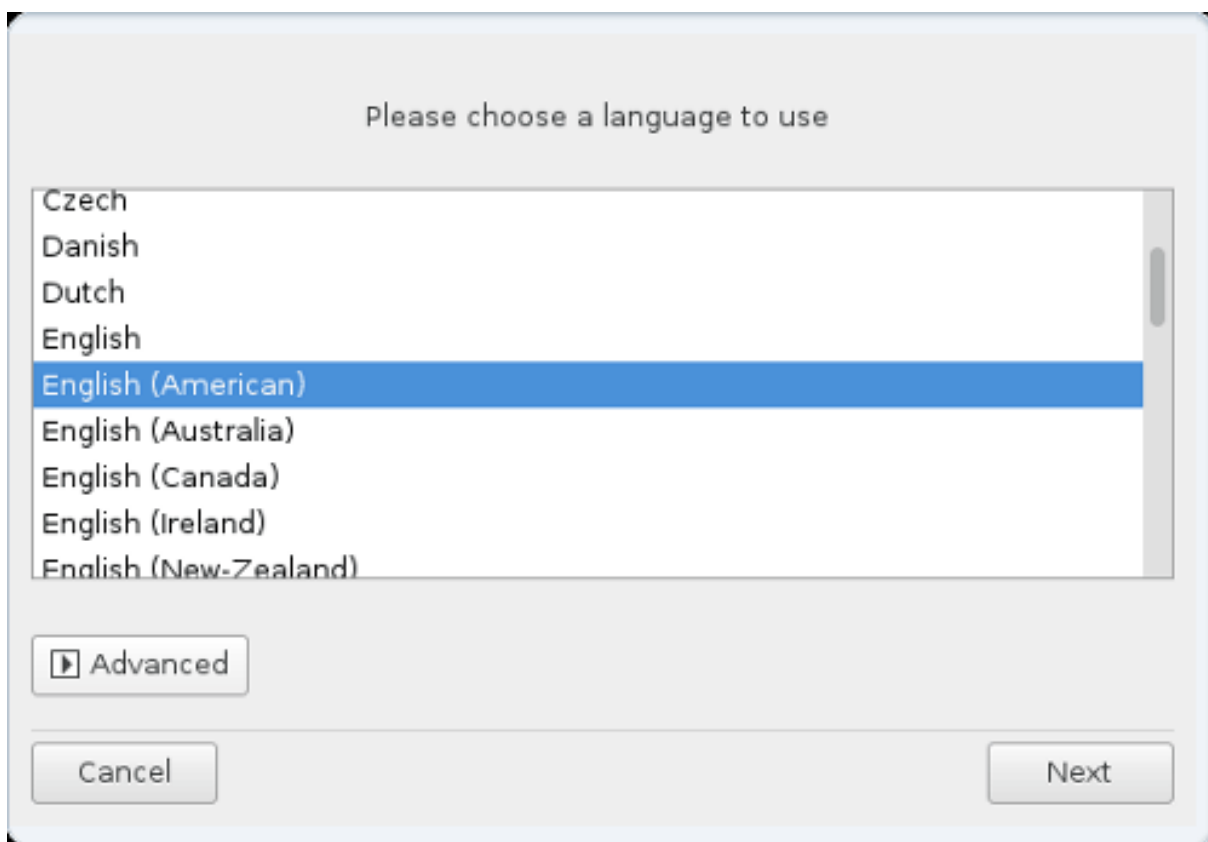 Please choose a language to use
Czech
Danish
Dutch
English
English (American)
English (Australia)
English (Canada)
English (Ireland)
English (New-Zealand)
Advanced
Cancel
Next